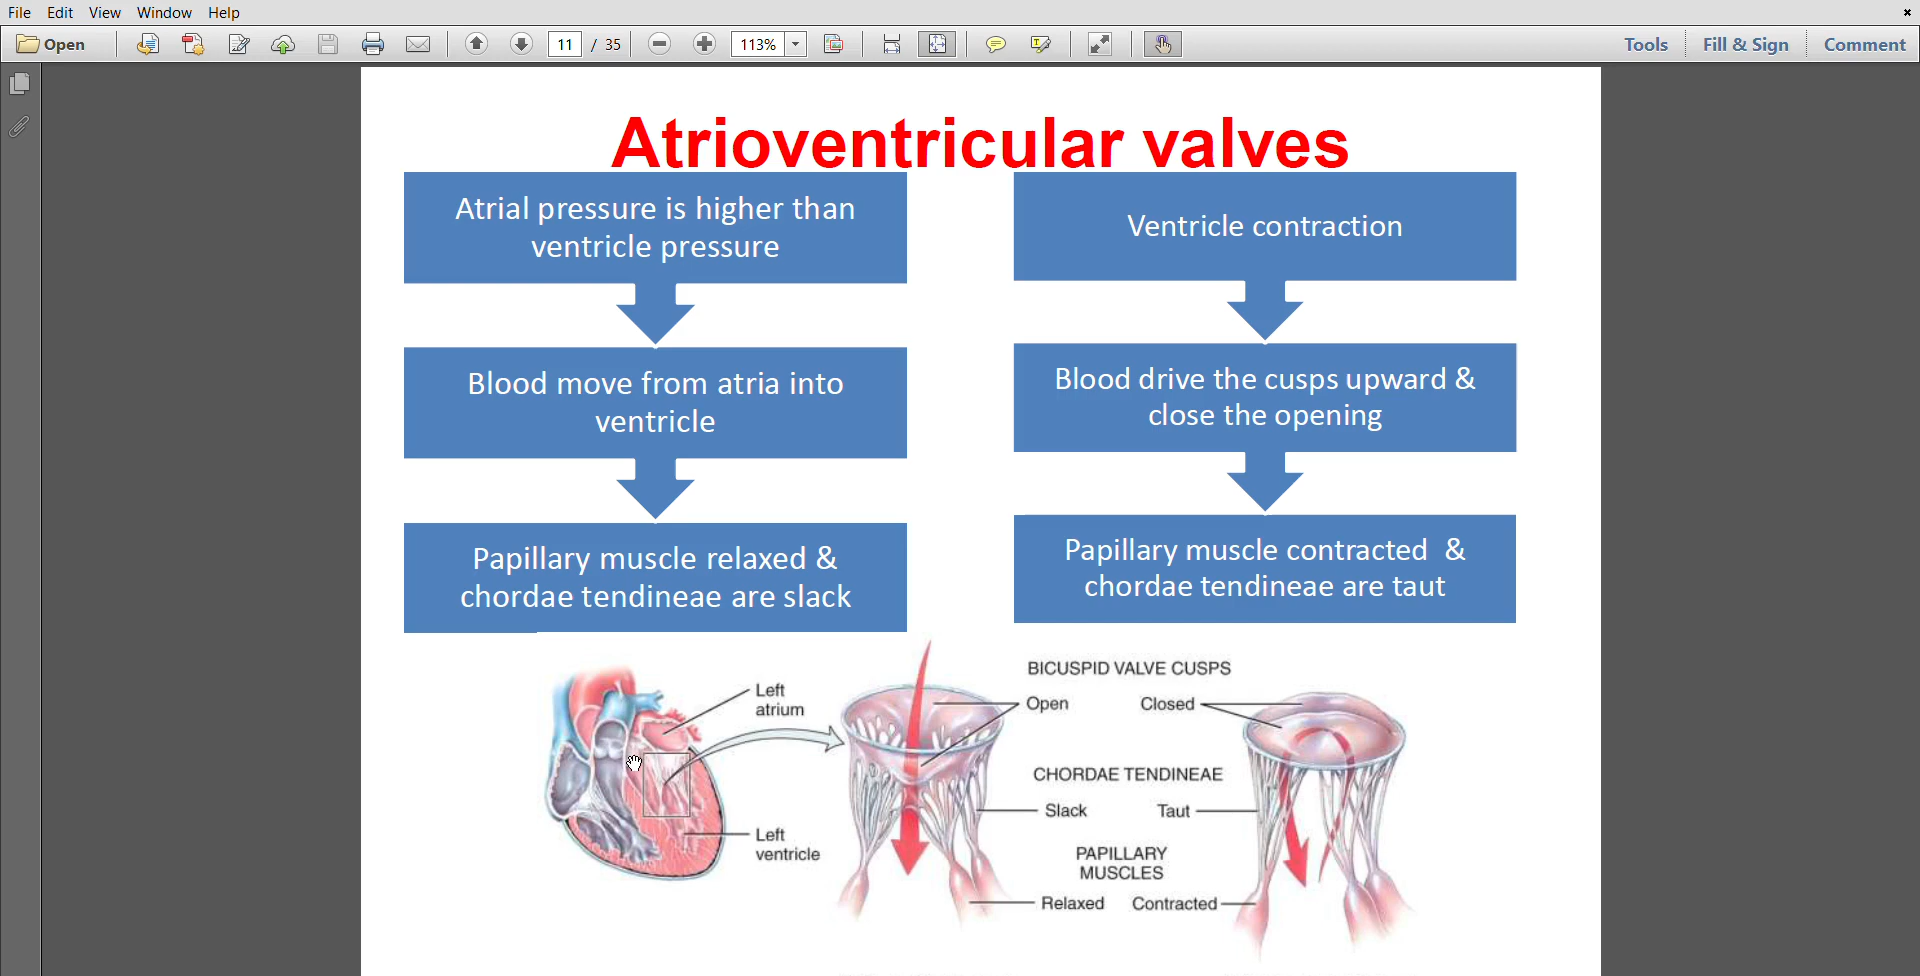 File Edit View Window Help
Open 11 / 35 113% Tools Fill & Sign Comment
Atrioventricular valves
Atrial pressure is higher than
ventricle pressure
Blood move from atria into
ventricle
Papillary muscle relaxed &
chordae tendineae are slack
Ventricle contraction
Blood drive the cusps upward &
close the opening
Papillary muscle contracted &
chordae tendineae are taut
Left
atrium
Left
ventricle
BICUSPID VALVE CUSPS
Open Closed
CHORDAE TENDINEAE
Slack Taut
PAPILLARY
MUSCLES
Relaxed Contracted